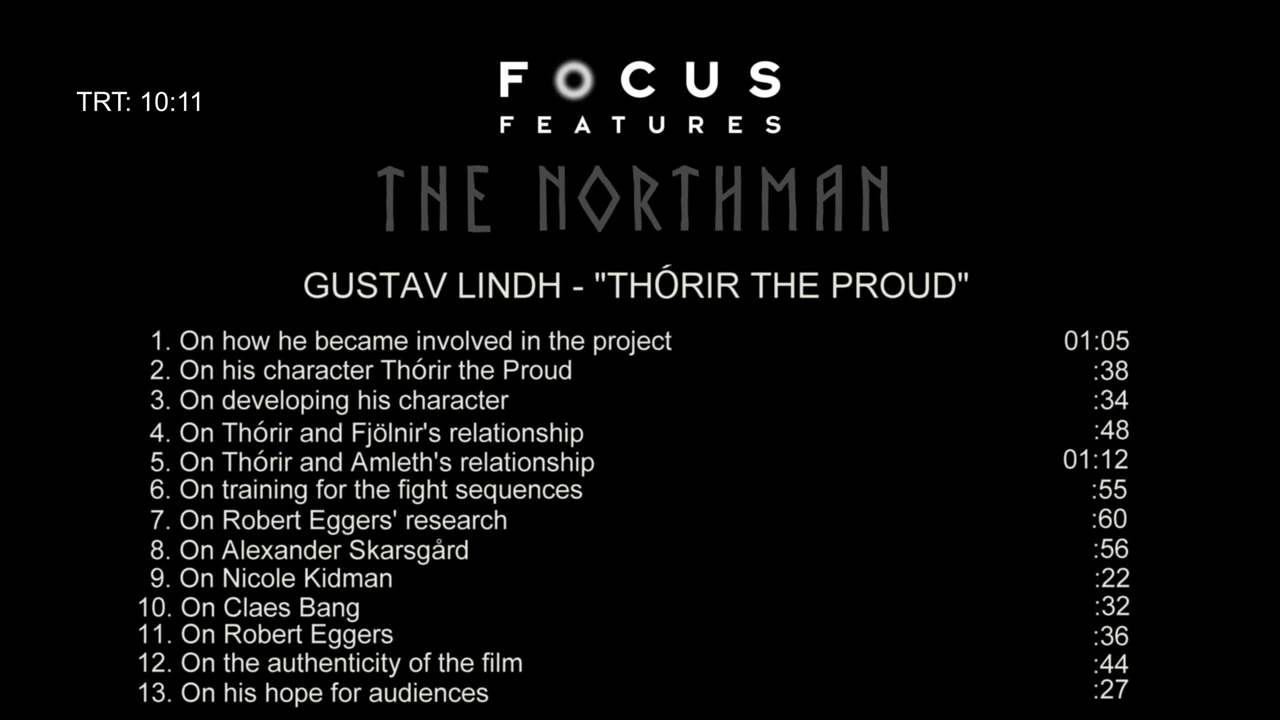 TRT: 10:11
FOCUS
FEATURES
THE NORTHMAN
GUSTAV LINDH - "THÓRIR THE PROUD"
1. On how he became involved in the project 01:05
2. On his character Thórir the Proud :38
3. On developing his character :34
4. On Thórir and Fjölnir's relationship :48
5. On Thórir and Amleth's relationship 01:12
6. On training for the fight sequences :55
7. On Robert Eggers' research :60
8. On Alexander Skarsgård :56
9. On Nicole Kidman :22
10. On Claes Bang :32
11. On Robert Eggers :36
12. On the authenticity of the film :44
13. On his hope for audiences :27